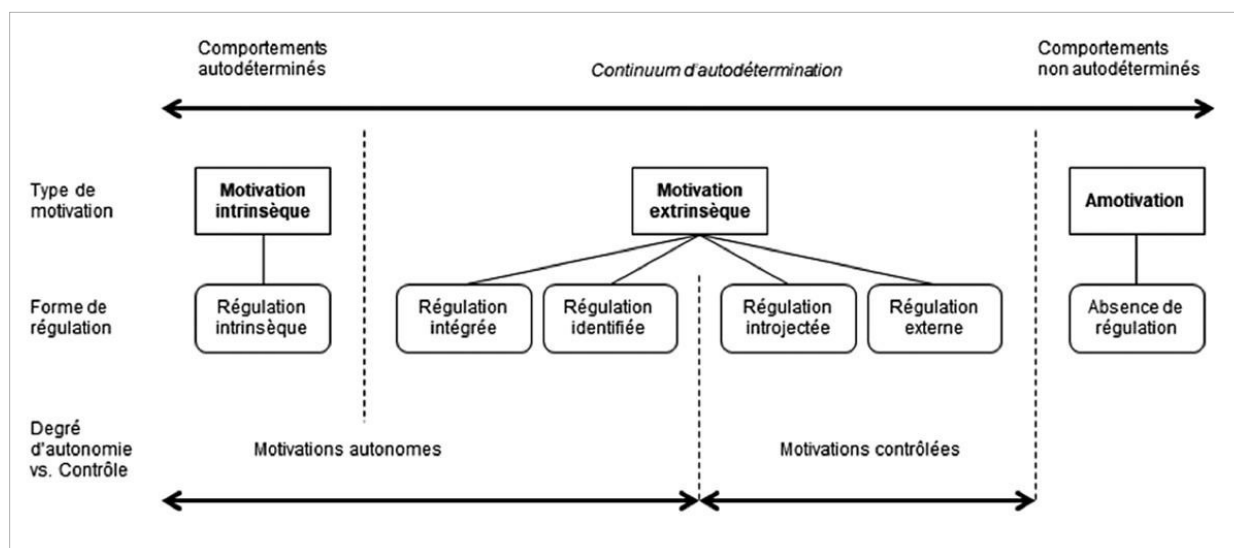 Comportements
autodéterminés
Continuum d'autodétermination
Comportements
non autodéterminés
Type de
motivation
Motivation
intrinsèque
Motivation
extrinsèque
Amotivation
Forme de
régulation
Régulation
intrinsèque
Régulation
intégrée
Régulation
identifiée
Régulation
introjectée
Régulation
externe
Absence de
régulation
Degré
d'autonomie
vs. Contrôle
Motivations autonomes
Motivations contrôlées